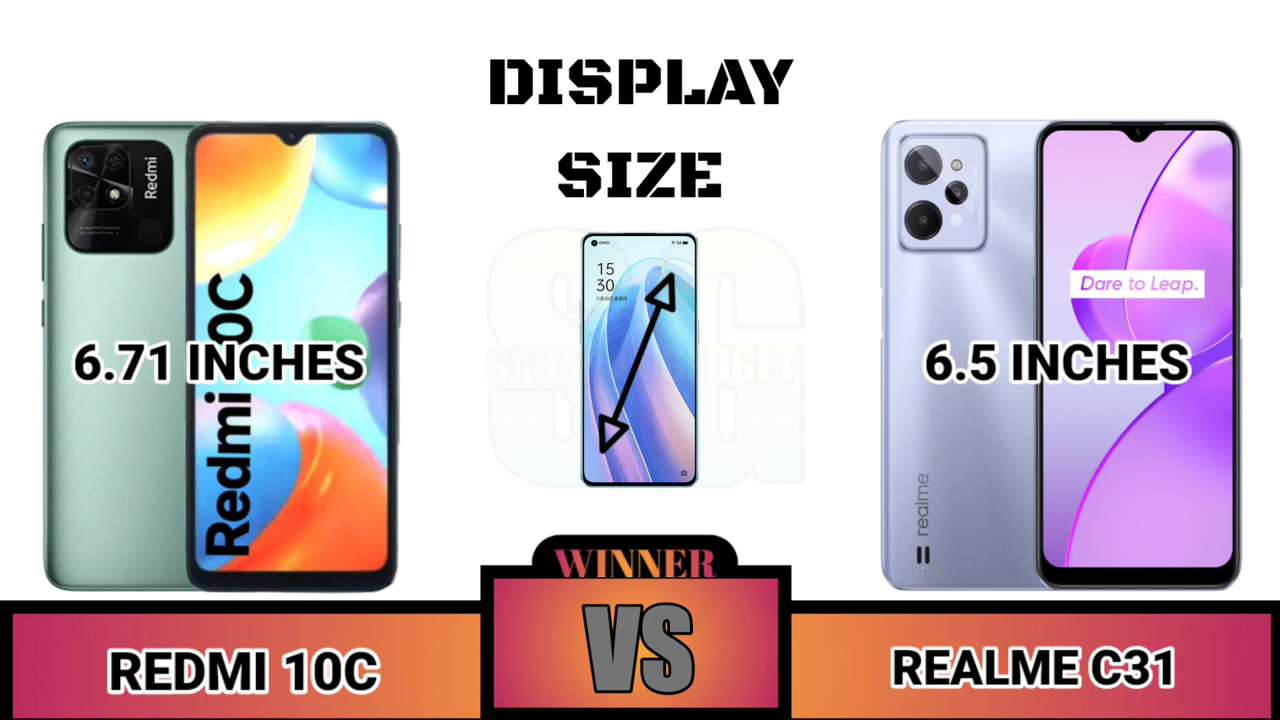 DISPLAY
SIZE
Redmi
Redmi 10C
6.71 INCHES
OPPO
15
30
6.5 INCHES
Dare to Leap.
realme
WINNER
VS
REDMI 10C
REALME C31